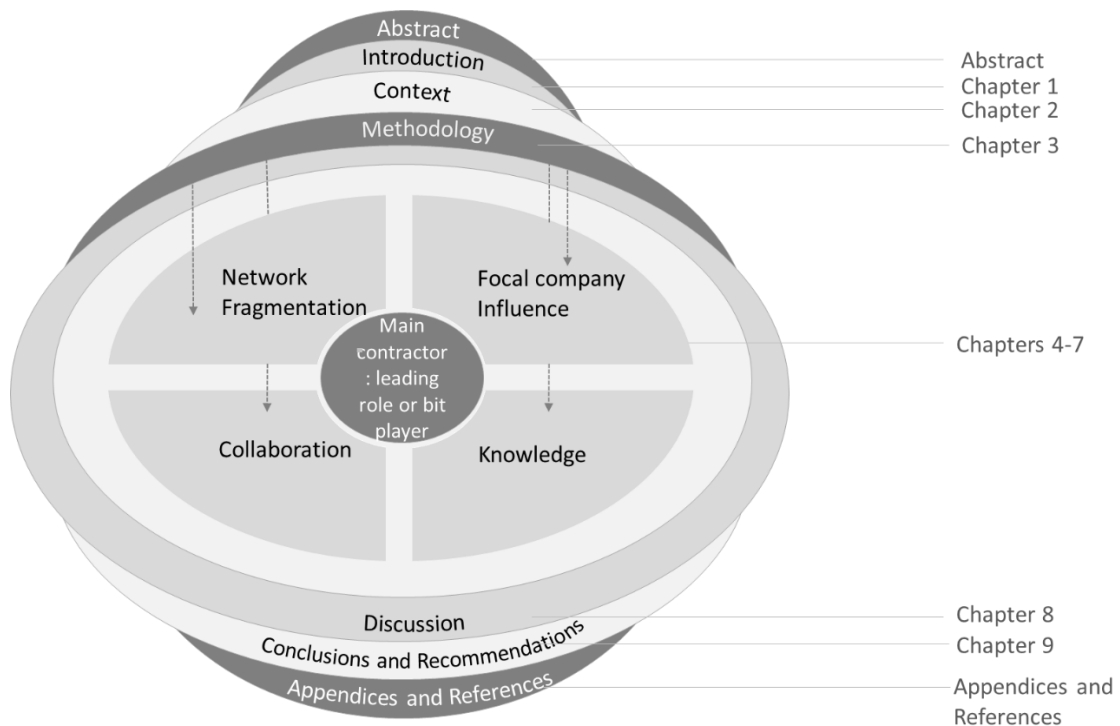 Abstract
Introduction
Context
Methodology
Network
Fragmentation
Focal company
Influence
Main
contractor
: leading
role or bit
player
Collaboration
Knowledge
Discussion
Conclusions and Recommendations
Appendices and References
Abstract
Chapter 1
Chapter 2
Chapter 3
Chapters 4-7
Chapter 8
Chapter 9
Appendices and
References